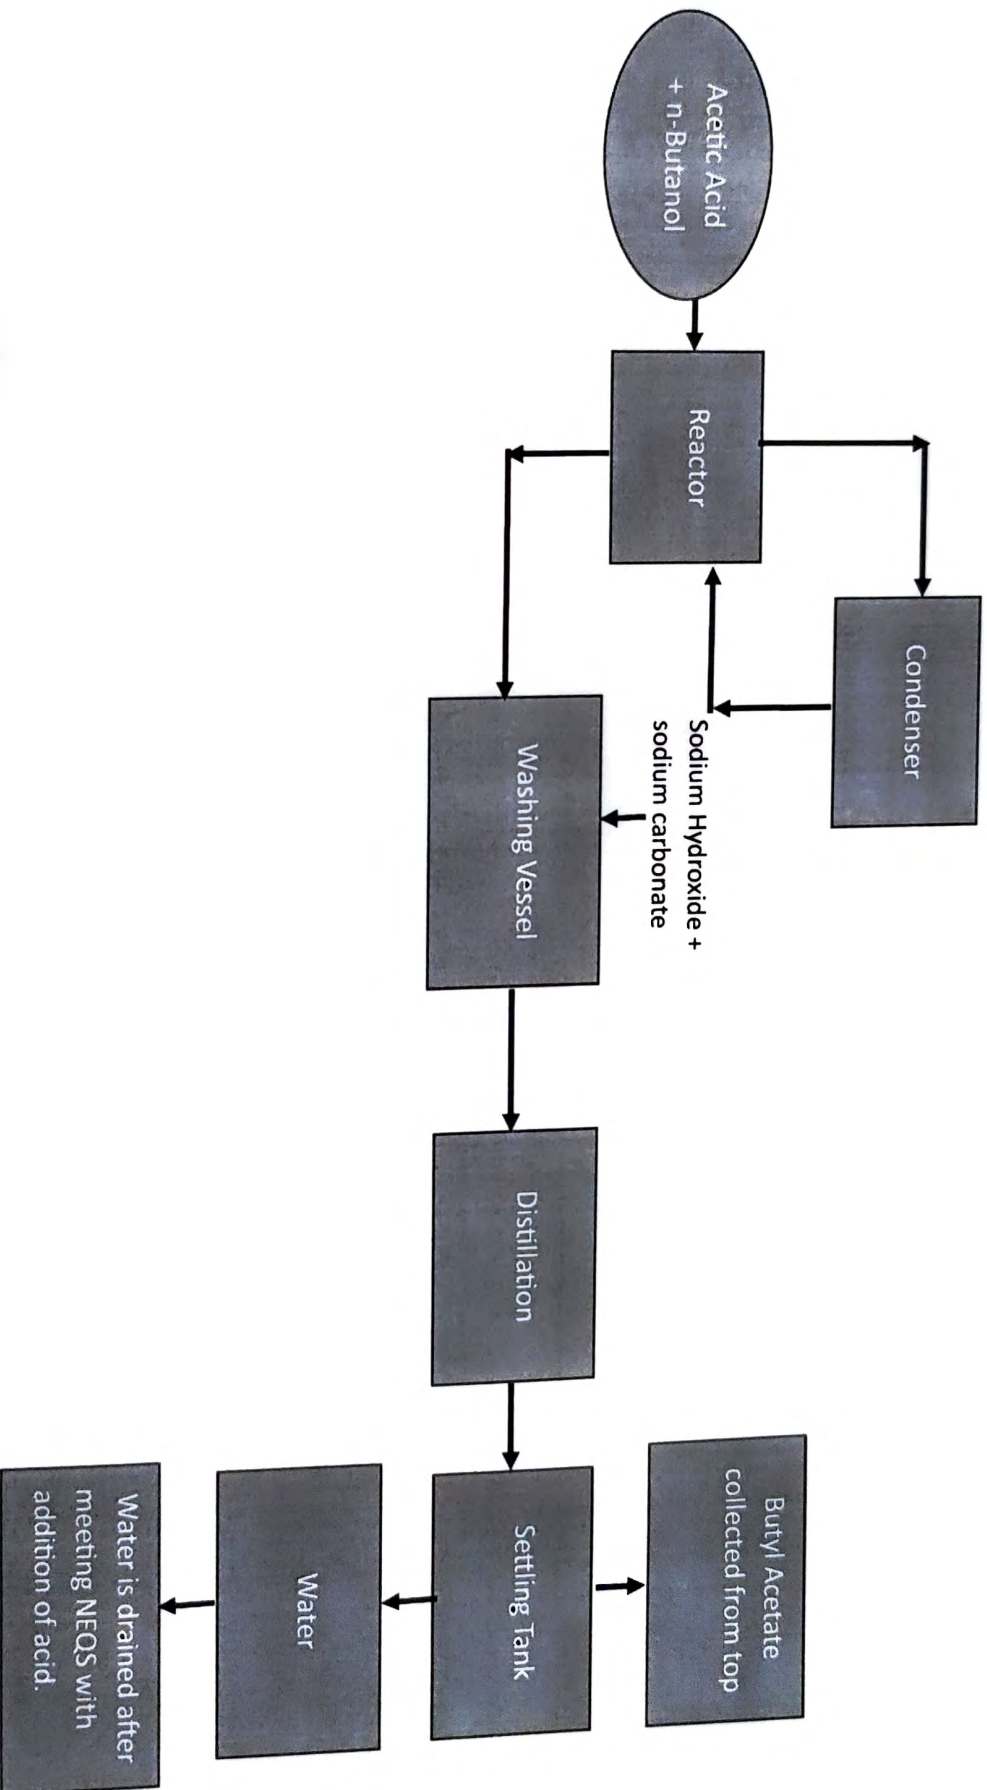 Acetic Acid
+ n-Butanol
Reactor
Condenser
Sodium Hydroxide +
sodium carbonate
Washing Vessel
Distillation
Settling Tank
Butyl Acetate
collected from top
Water
Water is drained after
meeting NEQS with
addition of acid.